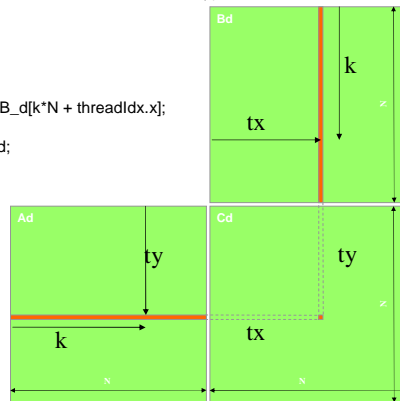 Bd
k
B_d[k*N + threadIdx.x];
N
tx
d;
Ad
Cd
ty
ty
N
tx
k
N
N